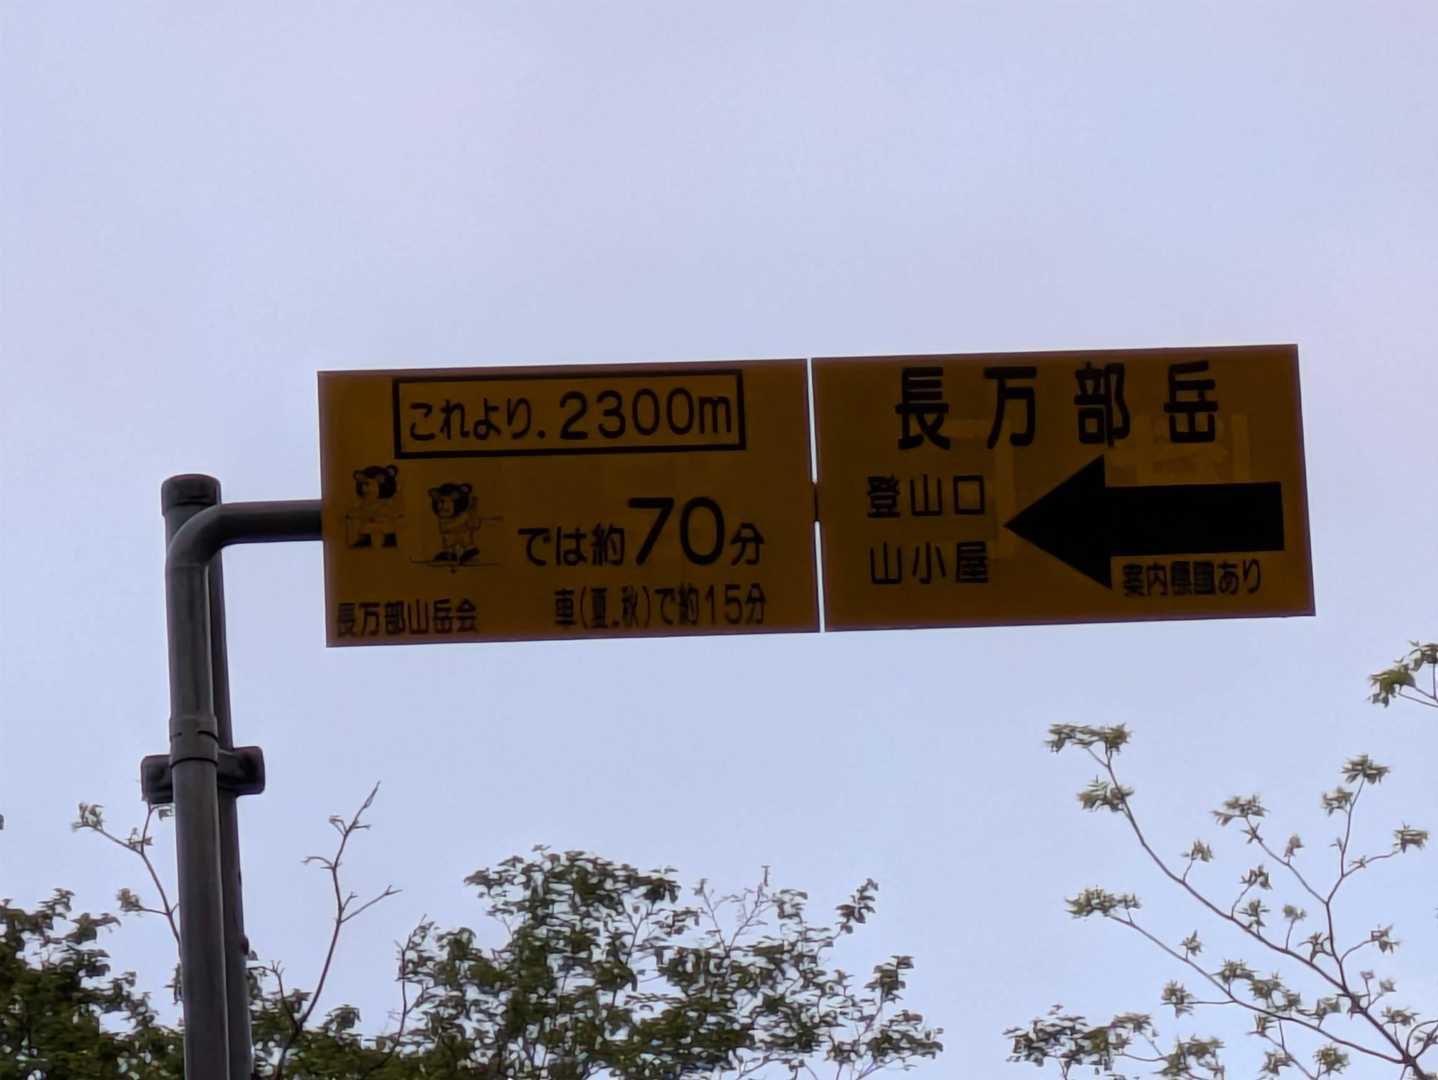 これより.2300m
では約70分
車(夏.秋)で約15分
長万部山岳会
長万部岳
登山口
山小屋
案内標識あり